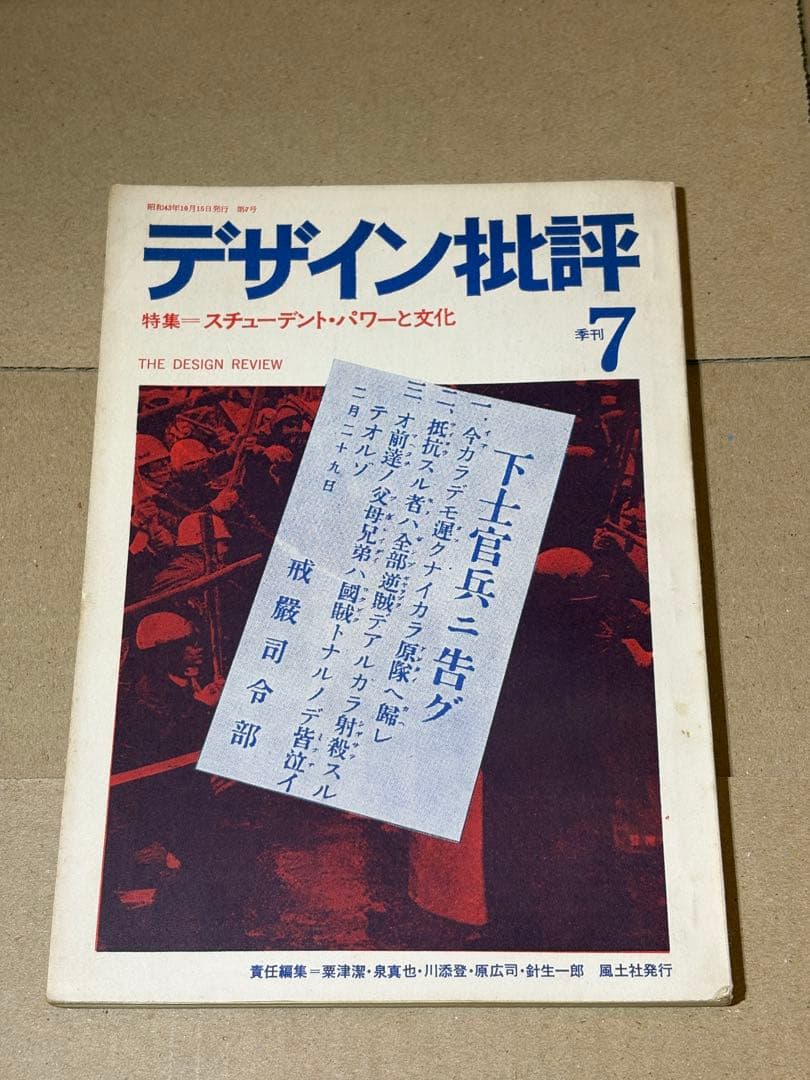 昭和43年10月15日発行 第7号
デザイン批評
特集=スチューデント・パワーと文化
季刊7
THE DESIGN REVIEW
下士官兵ニ告グ
一、今カラデモ遅クナイカラ原隊ヘ歸レ
二、抵抗スル者ハ全部逆賊デアルカラ射殺スル
三、オ前達ノ父母兄弟ハ國賊トナルノデ皆泣イ
テオルゾ
二月二十九日
戒嚴司令部
責任編集=粟津潔・泉真也・川添登・原広司・針生一郎 風土社発行